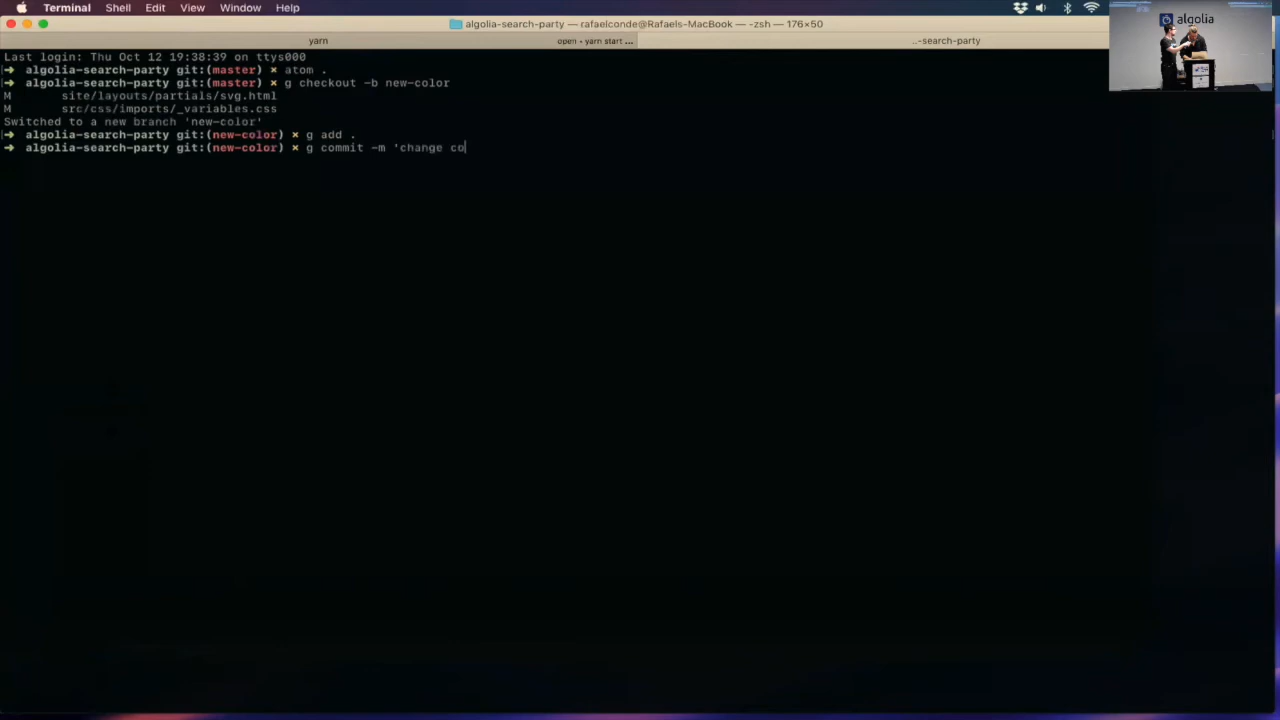 Terminal Shell Edit View Window Help
algolia-search-party — rafaelconde@Rafaels-MacBook — -zsh — 176×50
yarn
open • yarn start ...
..-search-party
algolia
Last login: Thu Oct 12 19:38:39 on ttys000
→ algolia-search-party git:(master) × atom .
→ algolia-search-party git:(master) × g checkout -b new-color
M site/layouts/partials/svg.html
M src/css/imports/_variables.css
Switched to a new branch 'new-color'
→ algolia-search-party git:(new-color) × g add .
→ algolia-search-party git:(new-color) × g commit -m 'change co